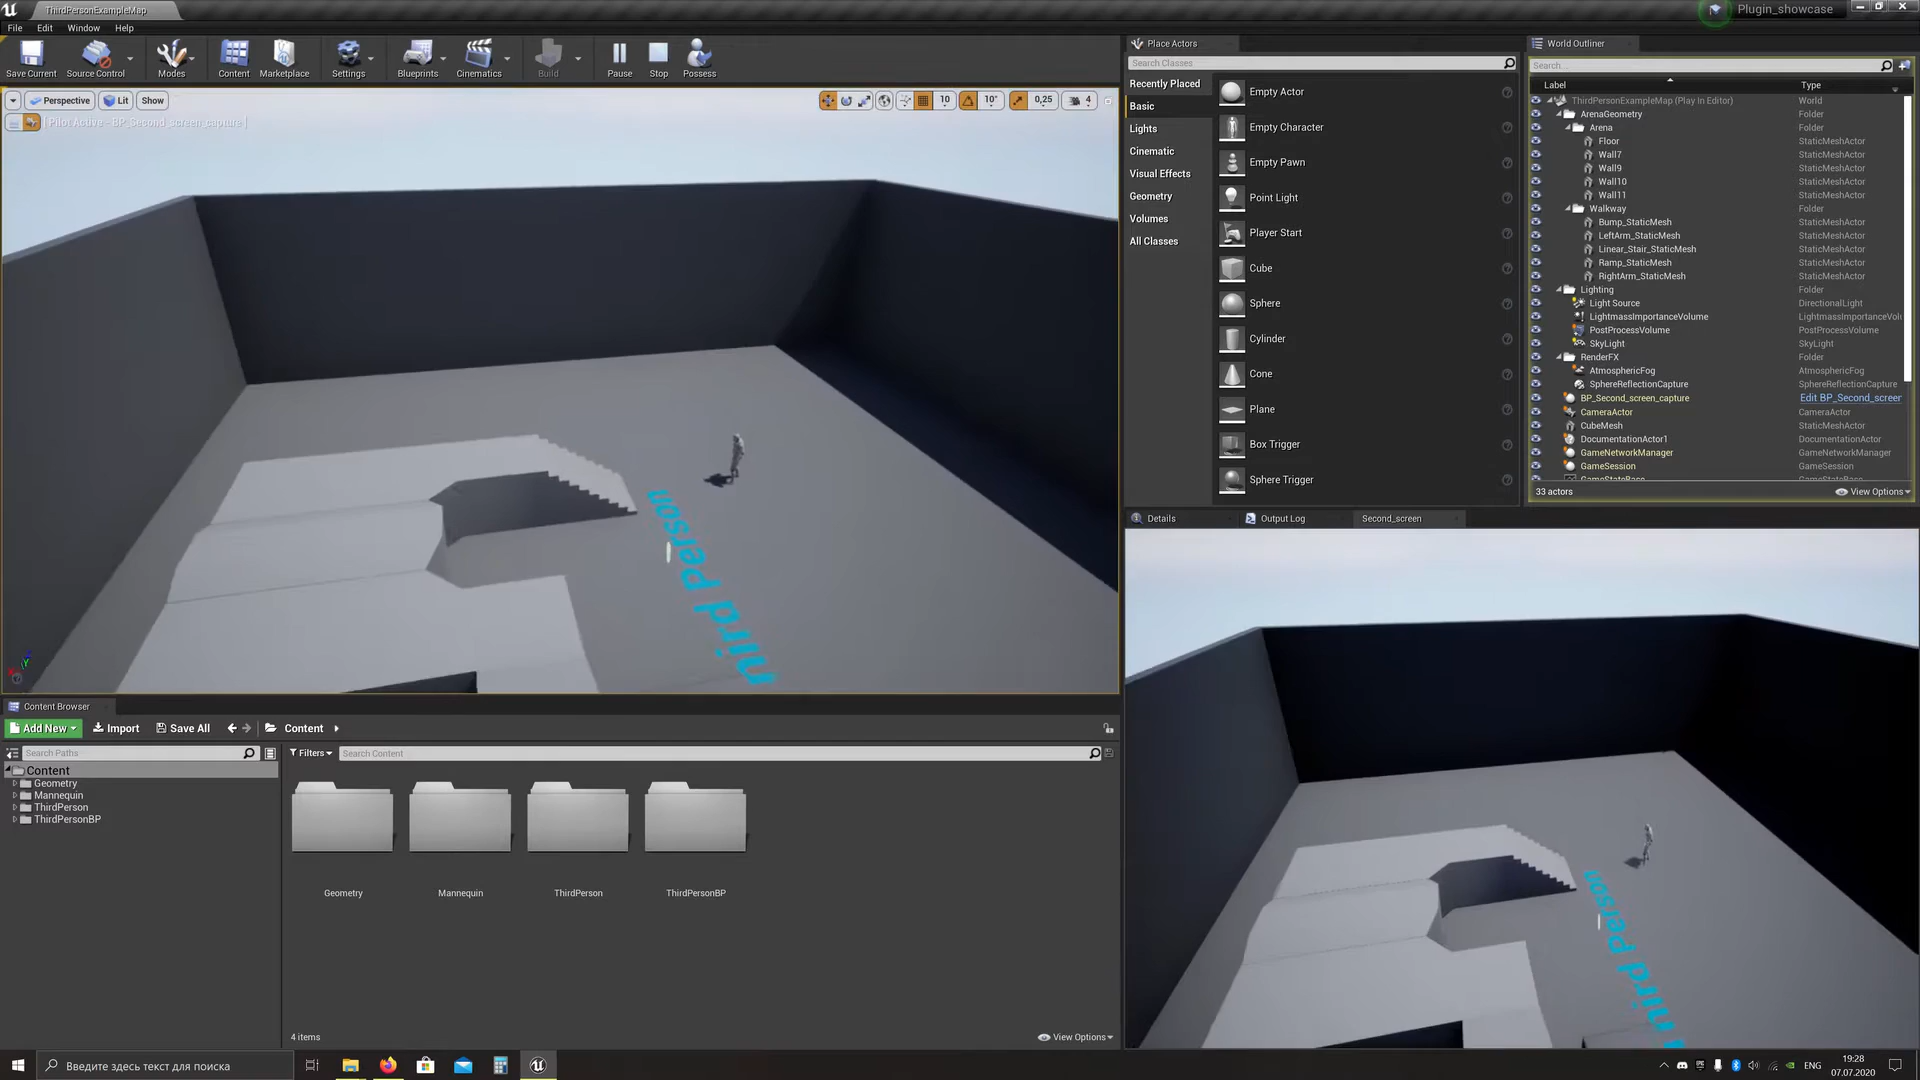 ThirdPersonExampleMap
Plugin_showcase
File Edit Window Help
Save Current Source Control Modes Content Marketplace Settings Blueprints Cinematics Build Pause Stop Possess
Perspective Lit Show 10 10° 0,25 4
[ Pilot Active - BP_Second_screen_capture ]
nird person
Place Actors
Search Classes
Recently Placed
Basic
Lights
Cinematic
Visual Effects
Geometry
Volumes
All Classes
Empty Actor
Empty Character
Empty Pawn
Point Light
Player Start
Cube
Sphere
Cylinder
Cone
Plane
Box Trigger
Sphere Trigger
World Outliner
Search...
Label Type
ThirdPersonExampleMap (Play In Editor) World
ArenaGeometry Folder
Arena Folder
Floor StaticMeshActor
Wall7 StaticMeshActor
Wall9 StaticMeshActor
Wall10 StaticMeshActor
Wall11 StaticMeshActor
Walkway Folder
Bump_StaticMesh StaticMeshActor
LeftArm_StaticMesh StaticMeshActor
Linear_Stair_StaticMesh StaticMeshActor
Ramp_StaticMesh StaticMeshActor
RightArm_StaticMesh StaticMeshActor
Lighting Folder
Light Source DirectionalLight
LightmassImportanceVolume LightmassImportanceVolu
PostProcessVolume PostProcessVolume
SkyLight SkyLight
RenderFX Folder
AtmosphericFog AtmosphericFog
SphereReflectionCapture SphereReflectionCapture
BP_Second_screen_capture Edit BP_Second_screen
CameraActor CameraActor
CubeMesh StaticMeshActor
DocumentationActor1 DocumentationActor
GameNetworkManager GameNetworkManager
GameSession GameSession
GameStateBase GameStateBase
33 actors View Options
Details Output Log Second_screen
nird person
Content Browser
Add New Import Save All Content
Search Paths
Filters Search Content
Content
Geometry
Mannequin
ThirdPerson
ThirdPersonBP
Geometry Mannequin ThirdPerson ThirdPersonBP
4 items View Options
Введите здесь текст для поиска
ENG
19:28
07.07.2020